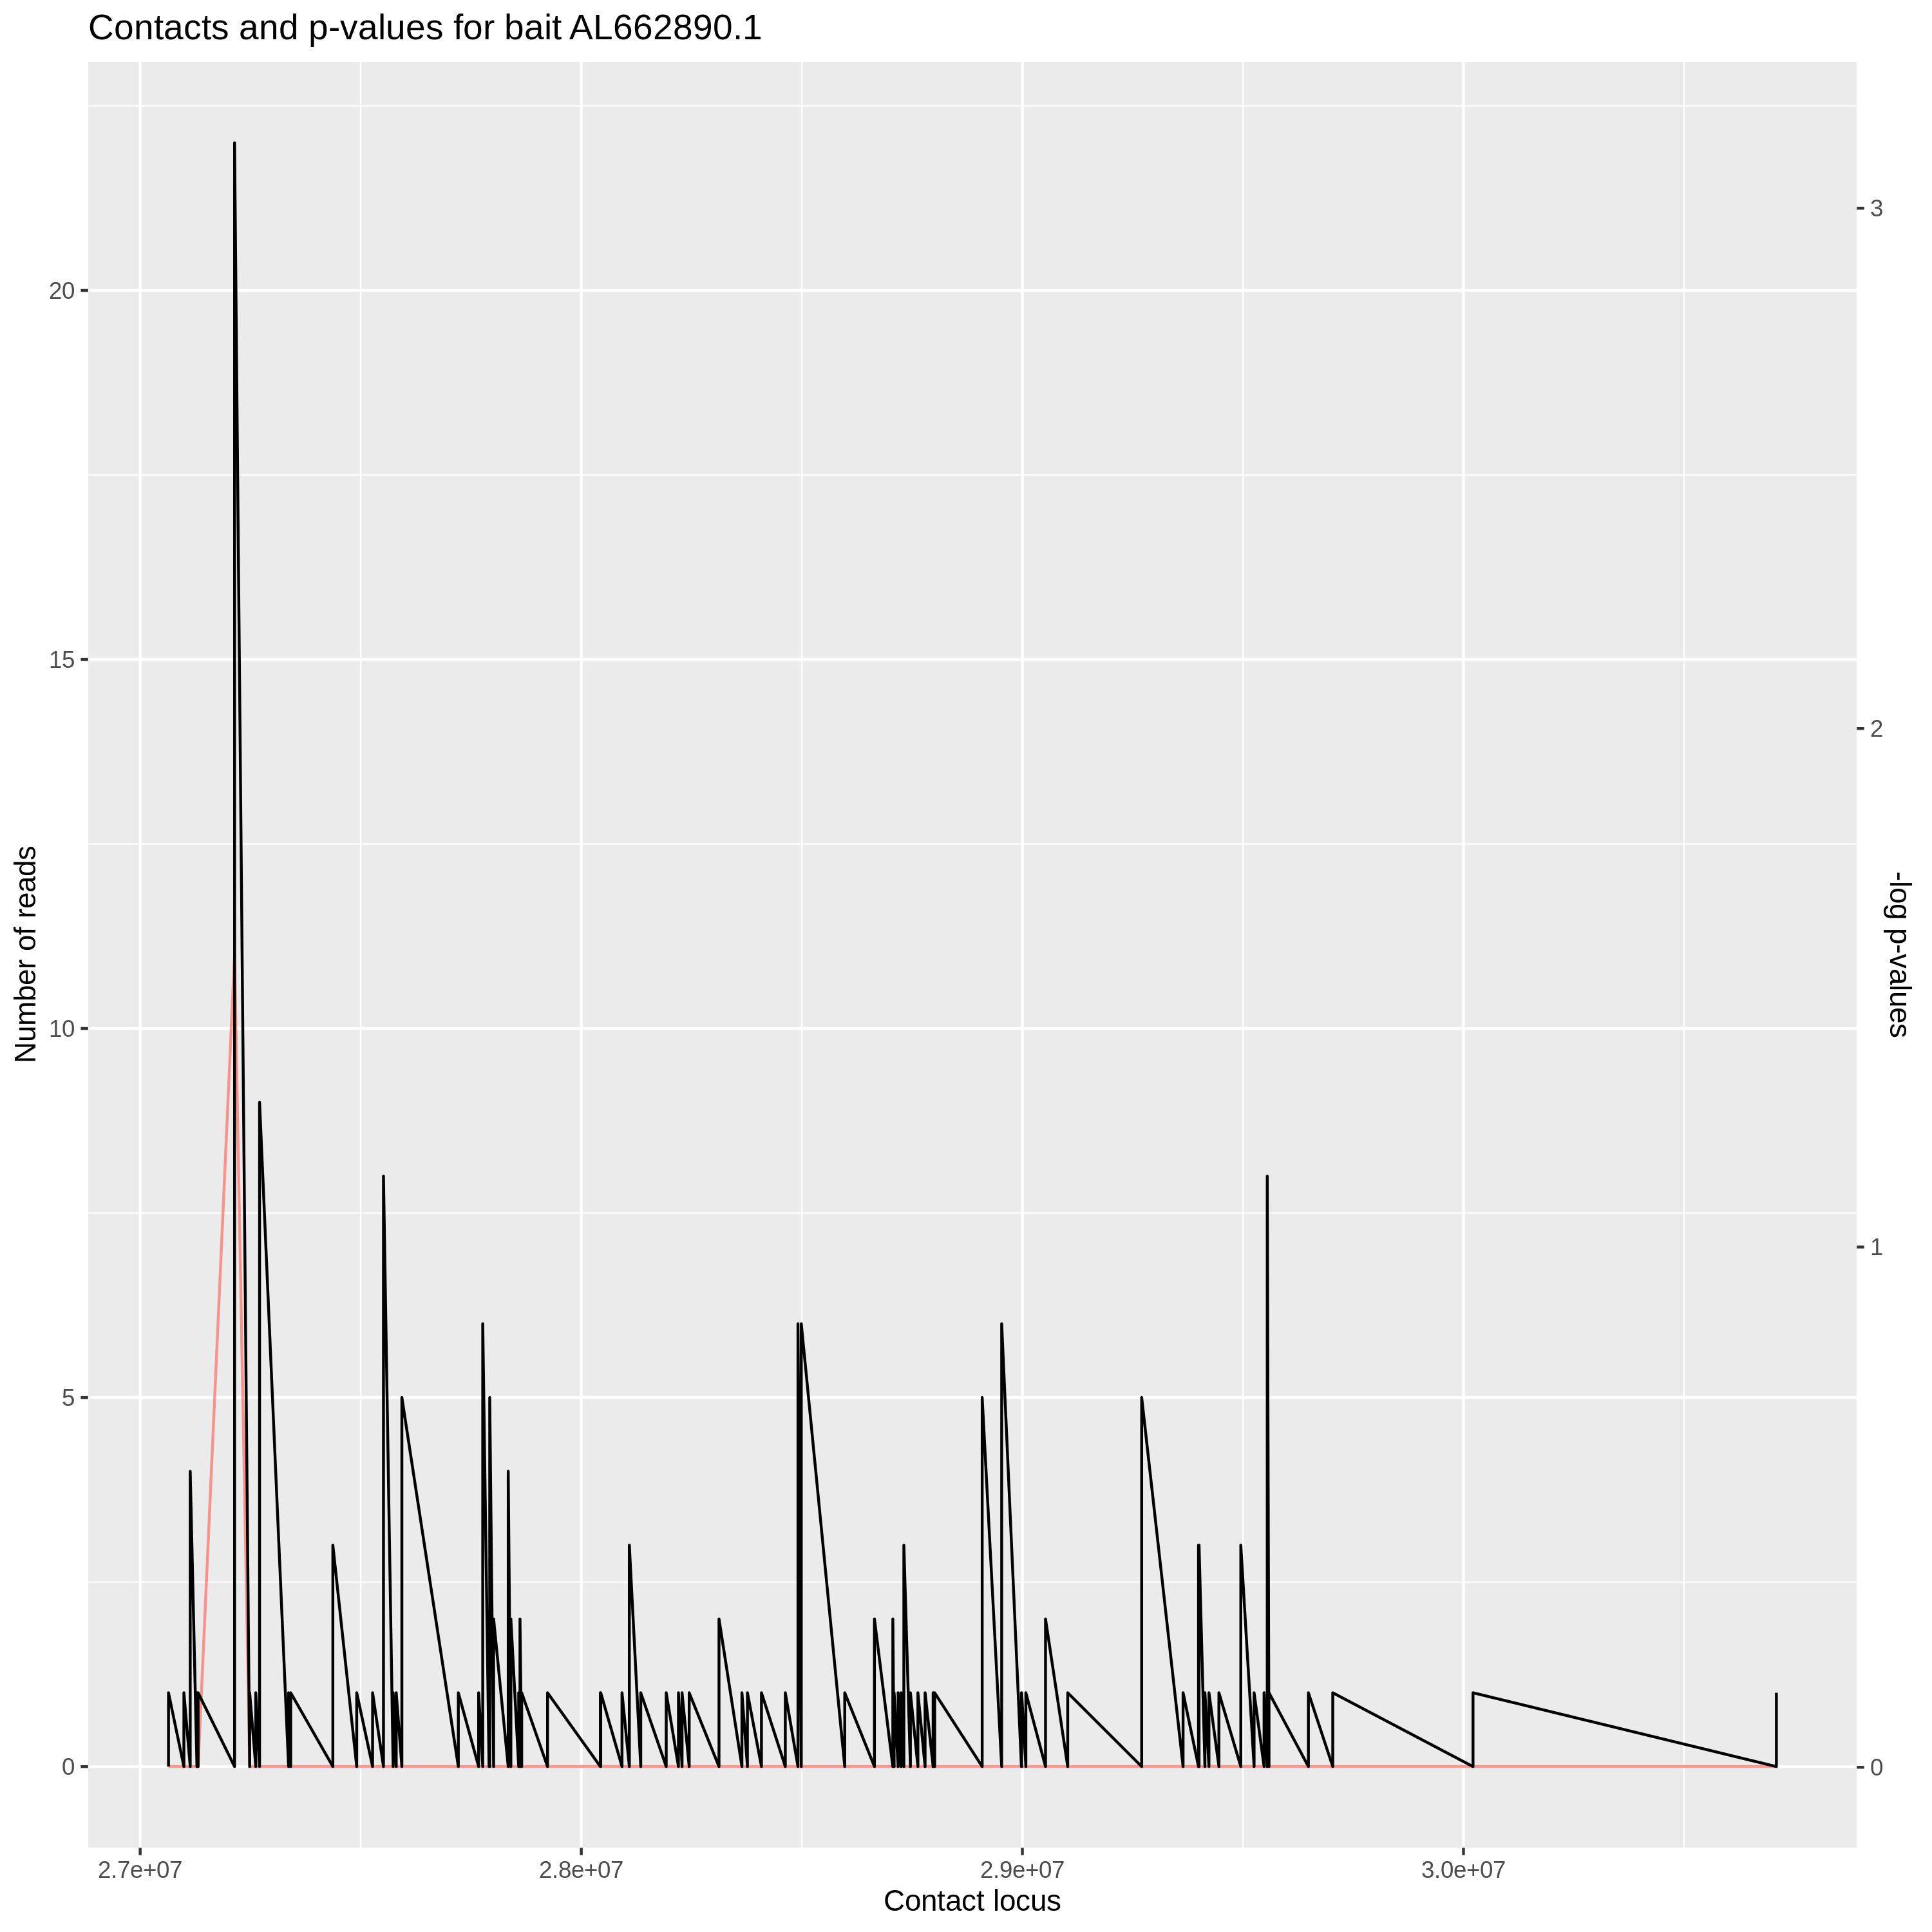 Contacts and p-values for bait AL662890.1
20
15
10
5
0
Number of reads
3
2
1
0
-log p-values
2.7e+07 2.8e+07 2.9e+07 3.0e+07
Contact locus